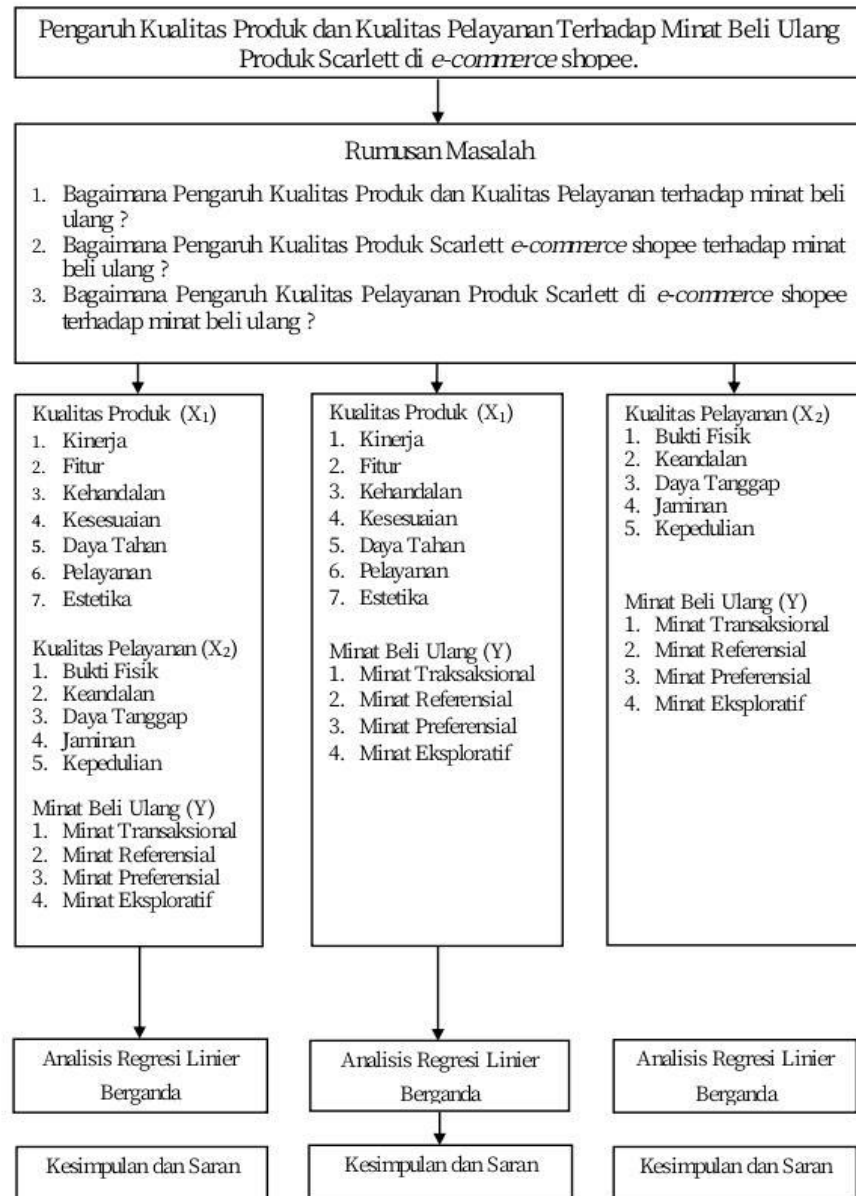 Pengaruh Kualitas Produk dan Kualitas Pelayanan Terhadap Minat Beli Ulang
Produk Scarlett di e-commerce shopee.
Rumusan Masalah
1. Bagaimana Pengaruh Kualitas Produk dan Kualitas Pelayanan terhadap minat beli
ulang ?
2. Bagaimana Pengaruh Kualitas Produk Scarlett e-commerce shopee terhadap minat
beli ulang ?
3. Bagaimana Pengaruh Kualitas Pelayanan Produk Scarlett di e-commerce shopee
terhadap minat beli ulang ?
Kualitas Produk (X₁)
1. Kinerja
2. Fitur
3. Kehandalan
4. Kesesuaian
5. Daya Tahan
6. Pelayanan
7. Estetika
Kualitas Pelayanan (X₂)
1. Bukti Fisik
2. Keandalan
3. Daya Tanggap
4. Jaminan
5. Kepedulian
Minat Beli Ulang (Y)
1. Minat Transaksional
2. Minat Referensial
3. Minat Preferensial
4. Minat Eksploratif
Kualitas Produk (X₁)
1. Kinerja
2. Fitur
3. Kehandalan
4. Kesesuaian
5. Daya Tahan
6. Pelayanan
7. Estetika
Minat Beli Ulang (Y)
1. Minat Traksaksional
2. Minat Referensial
3. Minat Preferensial
4. Minat Eksploratif
Kualitas Pelayanan (X₂)
1. Bukti Fisik
2. Keandalan
3. Daya Tanggap
4. Jaminan
5. Kepedulian
Minat Beli Ulang (Y)
1. Minat Transaksional
2. Minat Referensial
3. Minat Preferensial
4. Minat Eksploratif
Analisis Regresi Linier
Berganda
Analisis Regresi Linier
Berganda
Analisis Regresi Linier
Berganda
Kesimpulan dan Saran
Kesimpulan dan Saran
Kesimpulan dan Saran